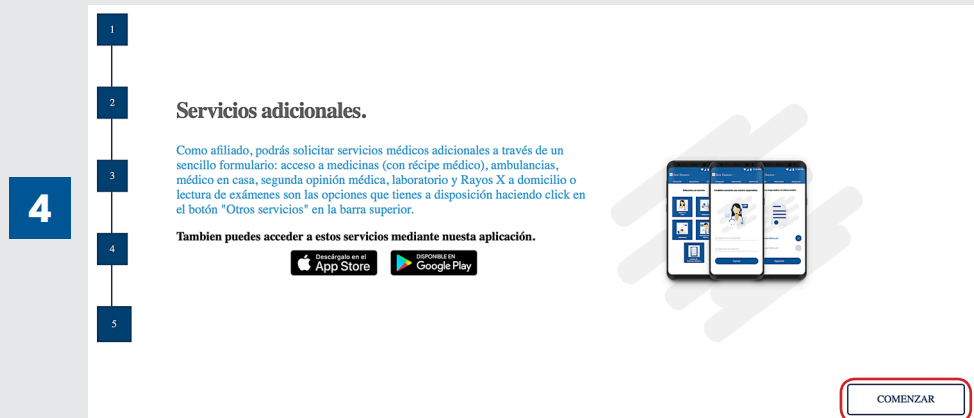 1
2
3
4
4
5
Servicios adicionales.
Como afiliado, podrás solicitar servicios médicos adicionales a través de un
sencillo formulario: acceso a medicinas (con récipe médico), ambulancias,
médico en casa, segunda opinión médica, laboratorio y Rayos X a domicilio o
lectura de exámenes son las opciones que tienes a disposición haciendo click en
el botón "Otros servicios" en la barra superior.
Tambien puedes acceder a estos servicios mediante nuesta aplicación.
Descárgalo en el
App Store
DISPONIBLE EN
Google Play
COMENZAR